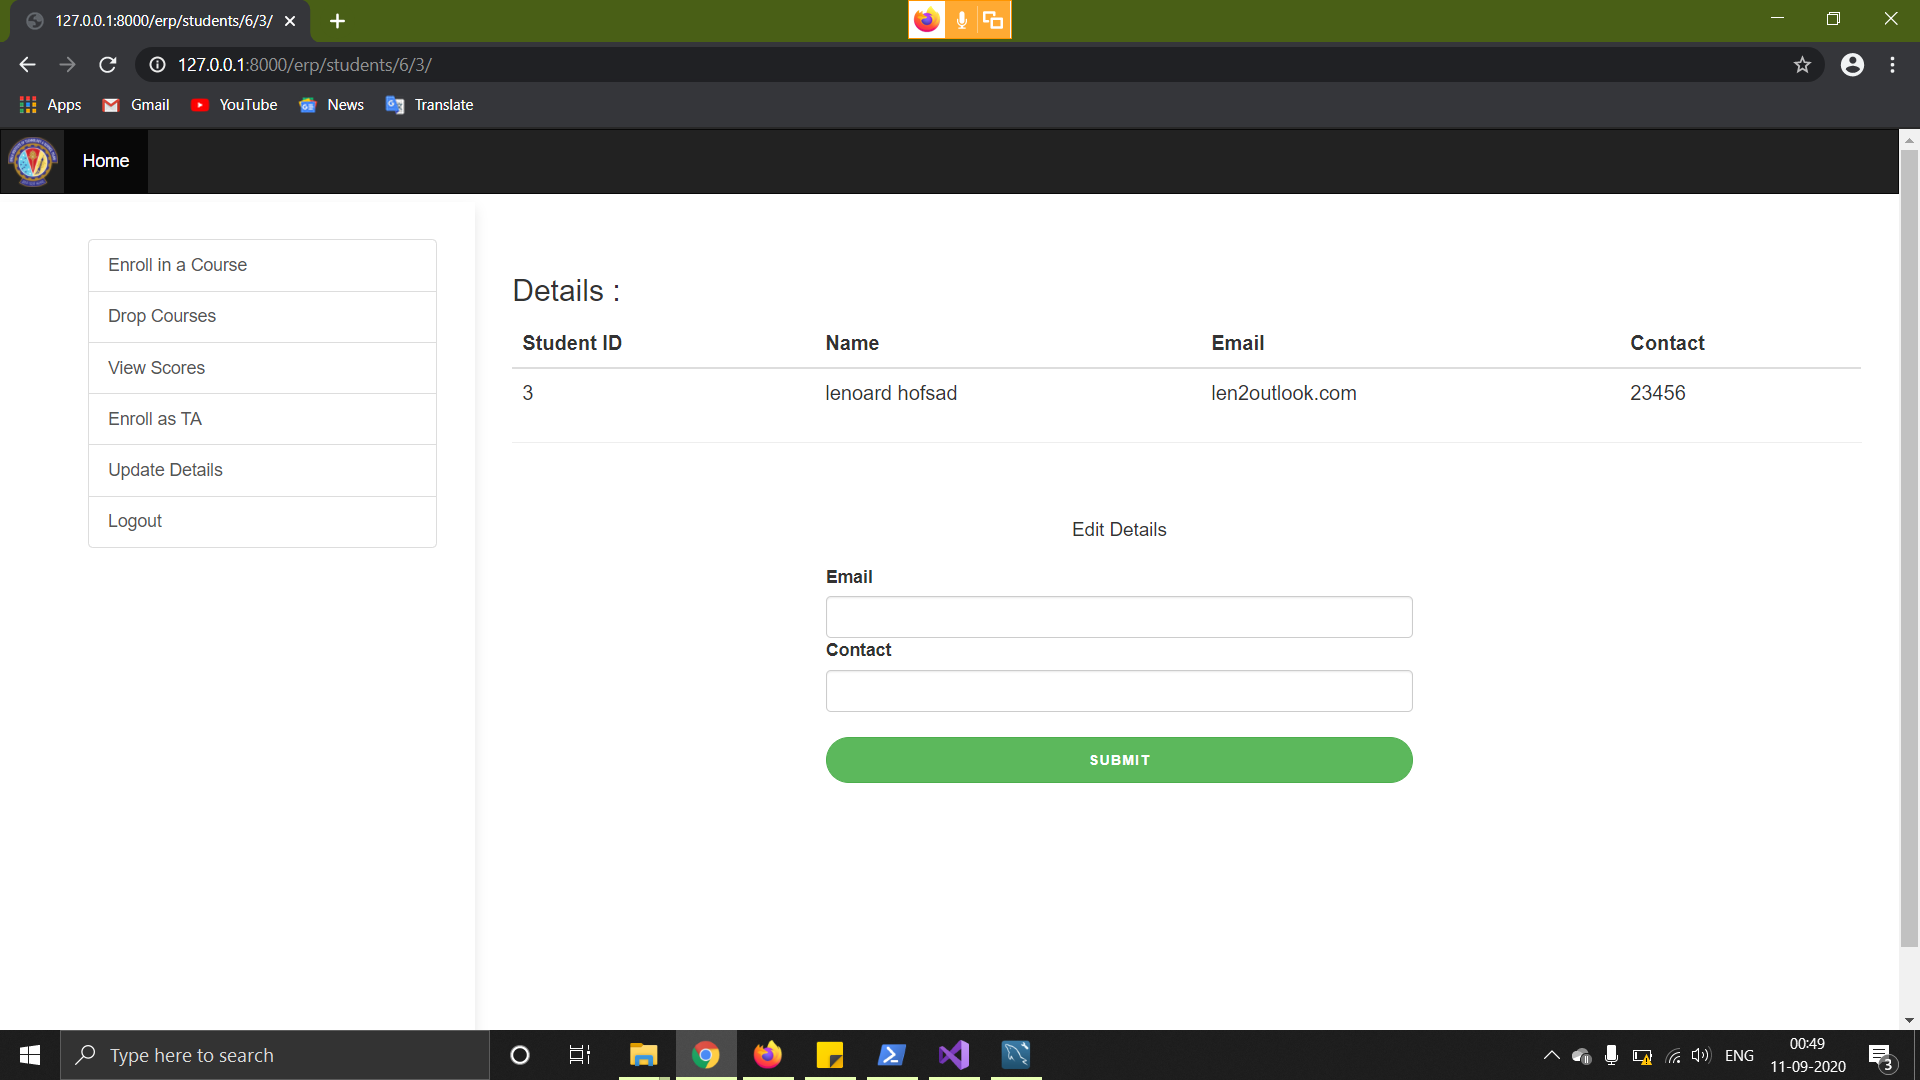 127.0.0.1:8000/erp/students/6/3/
127.0.0.1:8000/erp/students/6/3/
Apps Gmail YouTube News Translate
Home
Enroll in a Course
Drop Courses
View Scores
Enroll as TA
Update Details
Logout
Details :
Student ID Name Email Contact
3 lenoard hofsad len2outlook.com 23456
Edit Details
Email
Contact
SUBMIT
Type here to search
ENG
00:49
11-09-2020
3